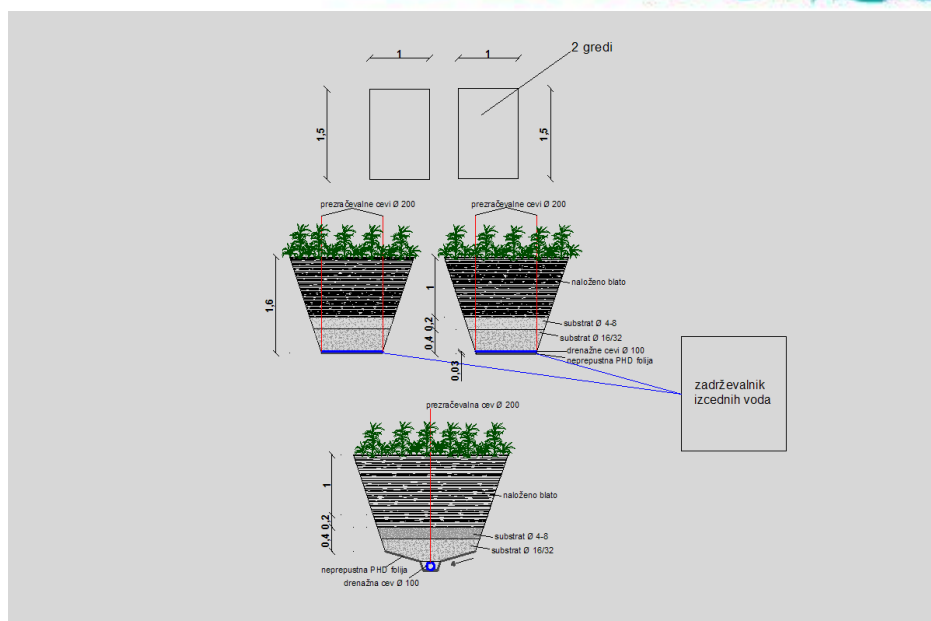 1
1
2 gredi
1,5
1,5
prezračevalne cevi Ø 200
prezračevalne cevi Ø 200
1,6
1
0,2
0,4
0,03
naloženo blato
substrat Ø 4-8
substrat Ø 16/32
drenažne cevi Ø 100
neprepustna PHD folija
zadrževalnik
izcednih voda
prezračevalna cev Ø 200
1
0,2
0,4
naloženo blato
substrat Ø 4-8
substrat Ø 16/32
neprepustna PHD folija
drenažna cev Ø 100